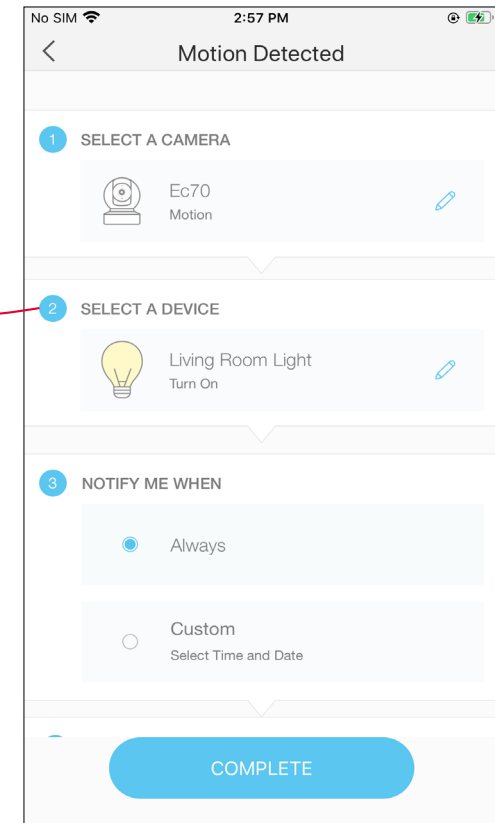 No SIM 2:57 PM
Motion Detected
1 SELECT A CAMERA
Ec70
Motion
2 SELECT A DEVICE
Living Room Light
Turn On
3 NOTIFY ME WHEN
Always
Custom
Select Time and Date
COMPLETE